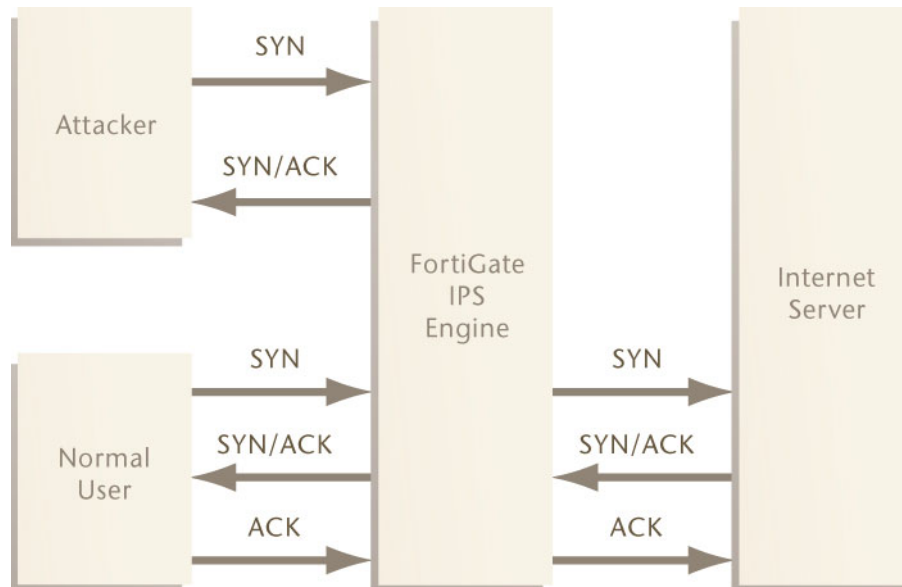 SYN
Attacker
SYN/ACK
FortiGate
IPS
Engine
Internet
Server
SYN
SYN
SYN/ACK
SYN/ACK
Normal
User
ACK
ACK